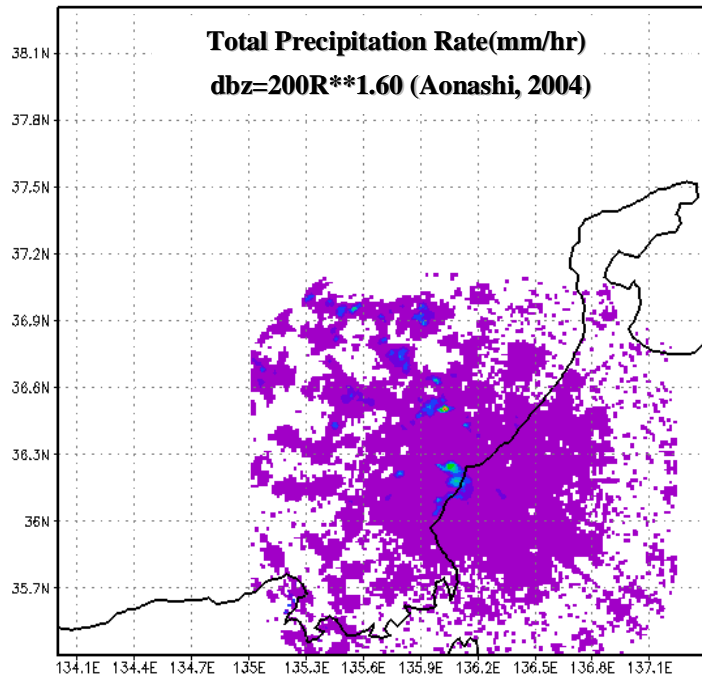 Total Precipitation Rate(mm/hr)
dbz=200R**1.60 (Aonashi, 2004)
38.1N
37.8N
37.5N
37.2N
36.9N
36.6N
36.3N
36N
35.7N
134.1E 134.4E 134.7E 135E 135.3E 135.6E 135.9E 136.2E 136.5E 136.8E 137.1E